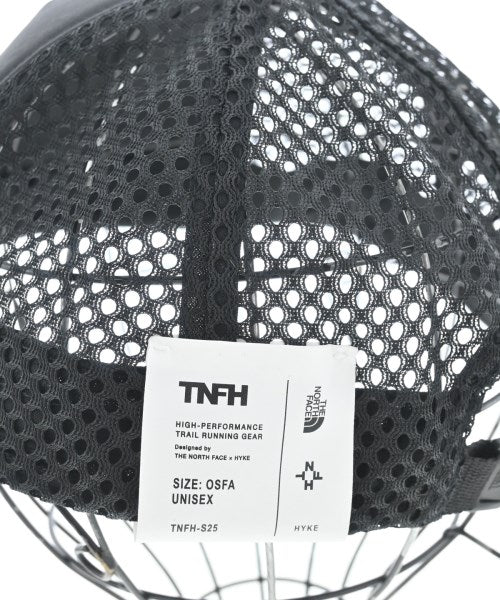 TNFH
HIGH-PERFORMANCE
TRAIL RUNNING GEAR
Designed by
THE NORTH FACE × HYKE
SIZE: OSFA
UNISEX
TNFH-S25
THE
NORTH
FACE
N
F
H
HYKE